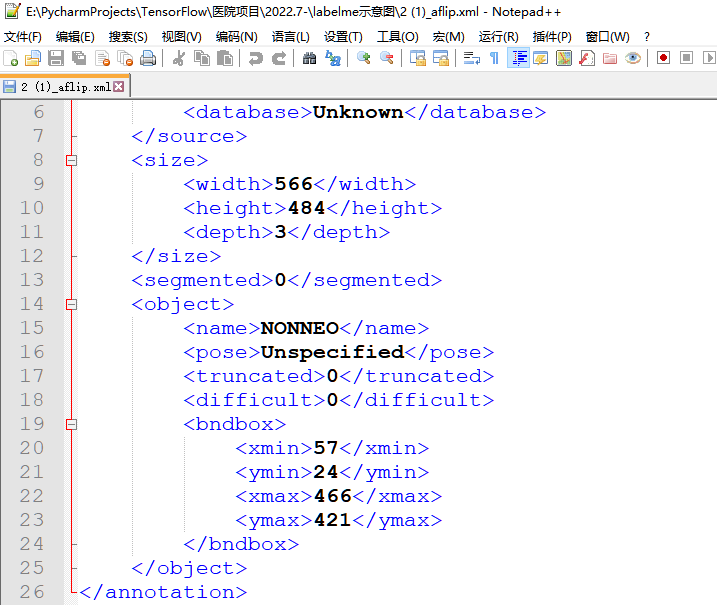 E:\PycharmProjects\TensorFlow\医院项目\2022.7-\labelme示意图\2 (1)_aflip.xml - Notepad++
文件(F) 编辑(E) 搜索(S) 视图(V) 编码(N) 语言(L) 设置(T) 工具(O) 宏(M) 运行(R) 插件(P) 窗口(W) ?
2 (1)_aflip.xml
6 <database>Unknown</database>
7 </source>
8 <size>
9 <width>566</width>
10 <height>484</height>
11 <depth>3</depth>
12 </size>
13 <segmented>0</segmented>
14 <object>
15 <name>NONNEO</name>
16 <pose>Unspecified</pose>
17 <truncated>0</truncated>
18 <difficult>0</difficult>
19 <bndbox>
20 <xmin>57</xmin>
21 <ymin>24</ymin>
22 <xmax>466</xmax>
23 <ymax>421</ymax>
24 </bndbox>
25 </object>
26 </annotation>